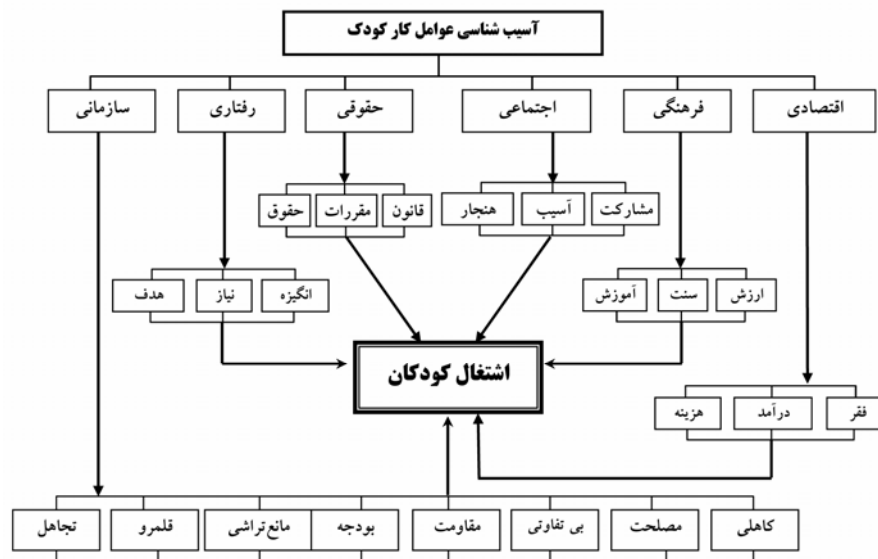 آسیب شناسی عوامل کار کودک
اقتصادی
فرهنگی
اجتماعی
حقوقی
رفتاری
سازمانی
مشارکت
آسیب
هنجار
قانون
مقررات
حقوق
ارزش
سنت
آموزش
انگیزه
نیاز
هدف
اشتغال کودکان
فقر
درآمد
هزینه
کاهلی
مصلحت
بی تفاوتی
مقاومت
بودجه
مانع تراشی
قلمرو
تجاهل